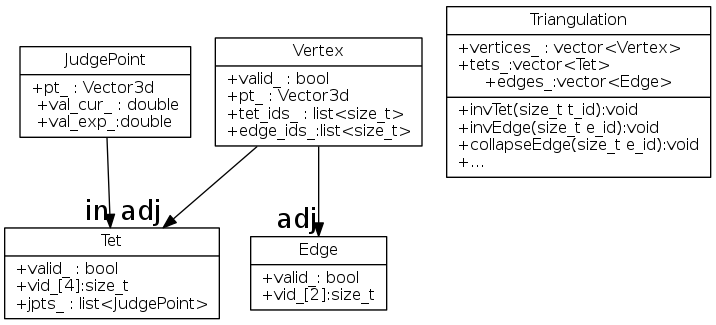 JudgePoint
+pt_ : Vector3d
+val_cur_ : double
+val_exp_:double
Vertex
+valid_ : bool
+pt_ : Vector3d
+tet_ids_ : list<size_t>
+edge_ids_:list<size_t>
Triangulation
+vertices_ : vector<Vertex>
+tets_:vector<Tet>
+edges_:vector<Edge>
+invTet(size_t t_id):void
+invEdge(size_t e_id):void
+collapseEdge(size_t e_id):void
+...
in adj
adj
Tet
+valid_ : bool
+vid_[4]:size_t
+jpts_ : list<JudgePoint>
Edge
+valid_: bool
+vid_[2]:size_t